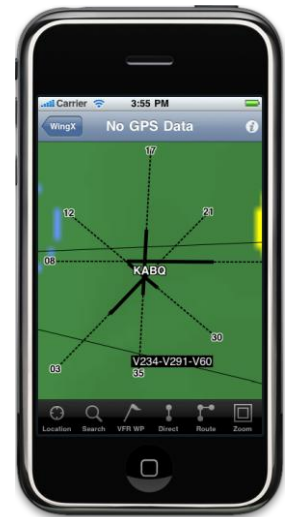 Carrier 3:55 PM
WingX No GPS Data
17
12 21
08
KABQ
30
V234-V291-V60
03 35
Location Search VFR WP Direct Route Zoom